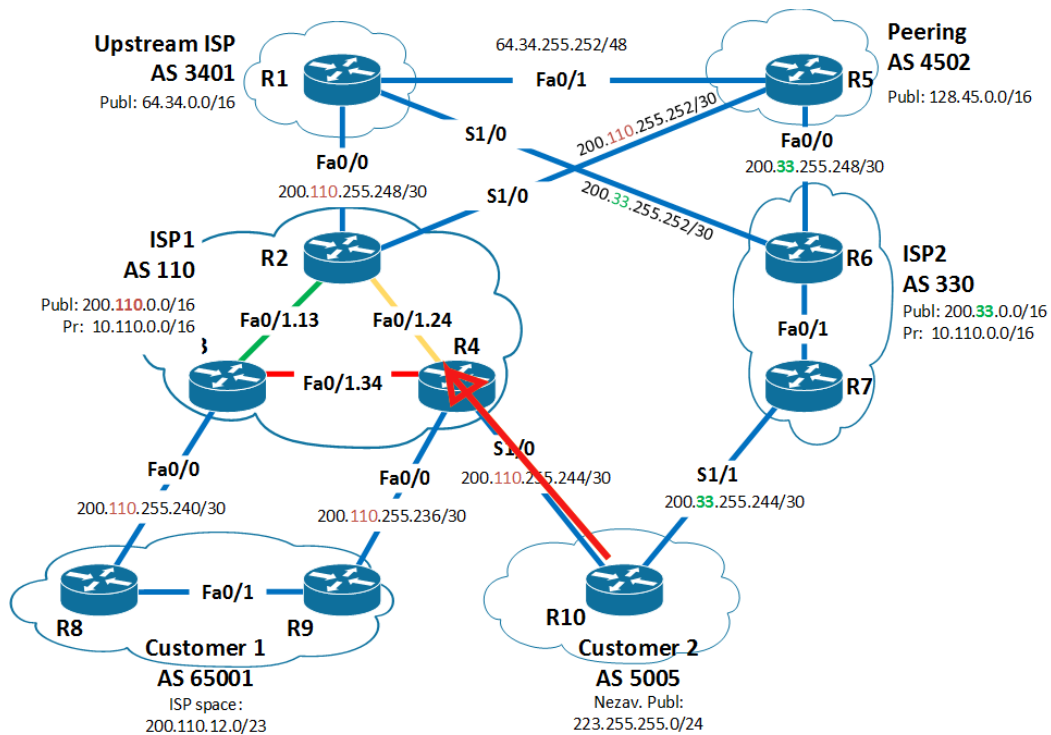 Upstream ISP
AS 3401
Publ: 64.34.0.0/16
R1
64.34.255.252/48
Fa0/1
Peering
AS 4502
Publ: 128.45.0.0/16
R5
S1/0
200.110.255.252/30
Fa0/0
200.33.255.248/30
Fa0/0
200.110.255.248/30
S1/0
200.33.255.252/30
ISP1
AS 110
Publ: 200.110.0.0/16
Pr: 10.110.0.0/16
R2
R6
ISP2
AS 330
Publ: 200.33.0.0/16
Pr: 10.110.0.0/16
Fa0/1.13
Fa0/1.24
Fa0/1
3
R4
Fa0/1.34
R7
Fa0/0
200.110.255.240/30
Fa0/0
200.110.255.236/30
S1/0
200.110.255.244/30
S1/1
200.33.255.244/30
R8
Fa0/1
R9
R10
Customer 1
AS 65001
ISP space:
200.110.12.0/23
Customer 2
AS 5005
Nezav. Publ:
223.255.255.0/24